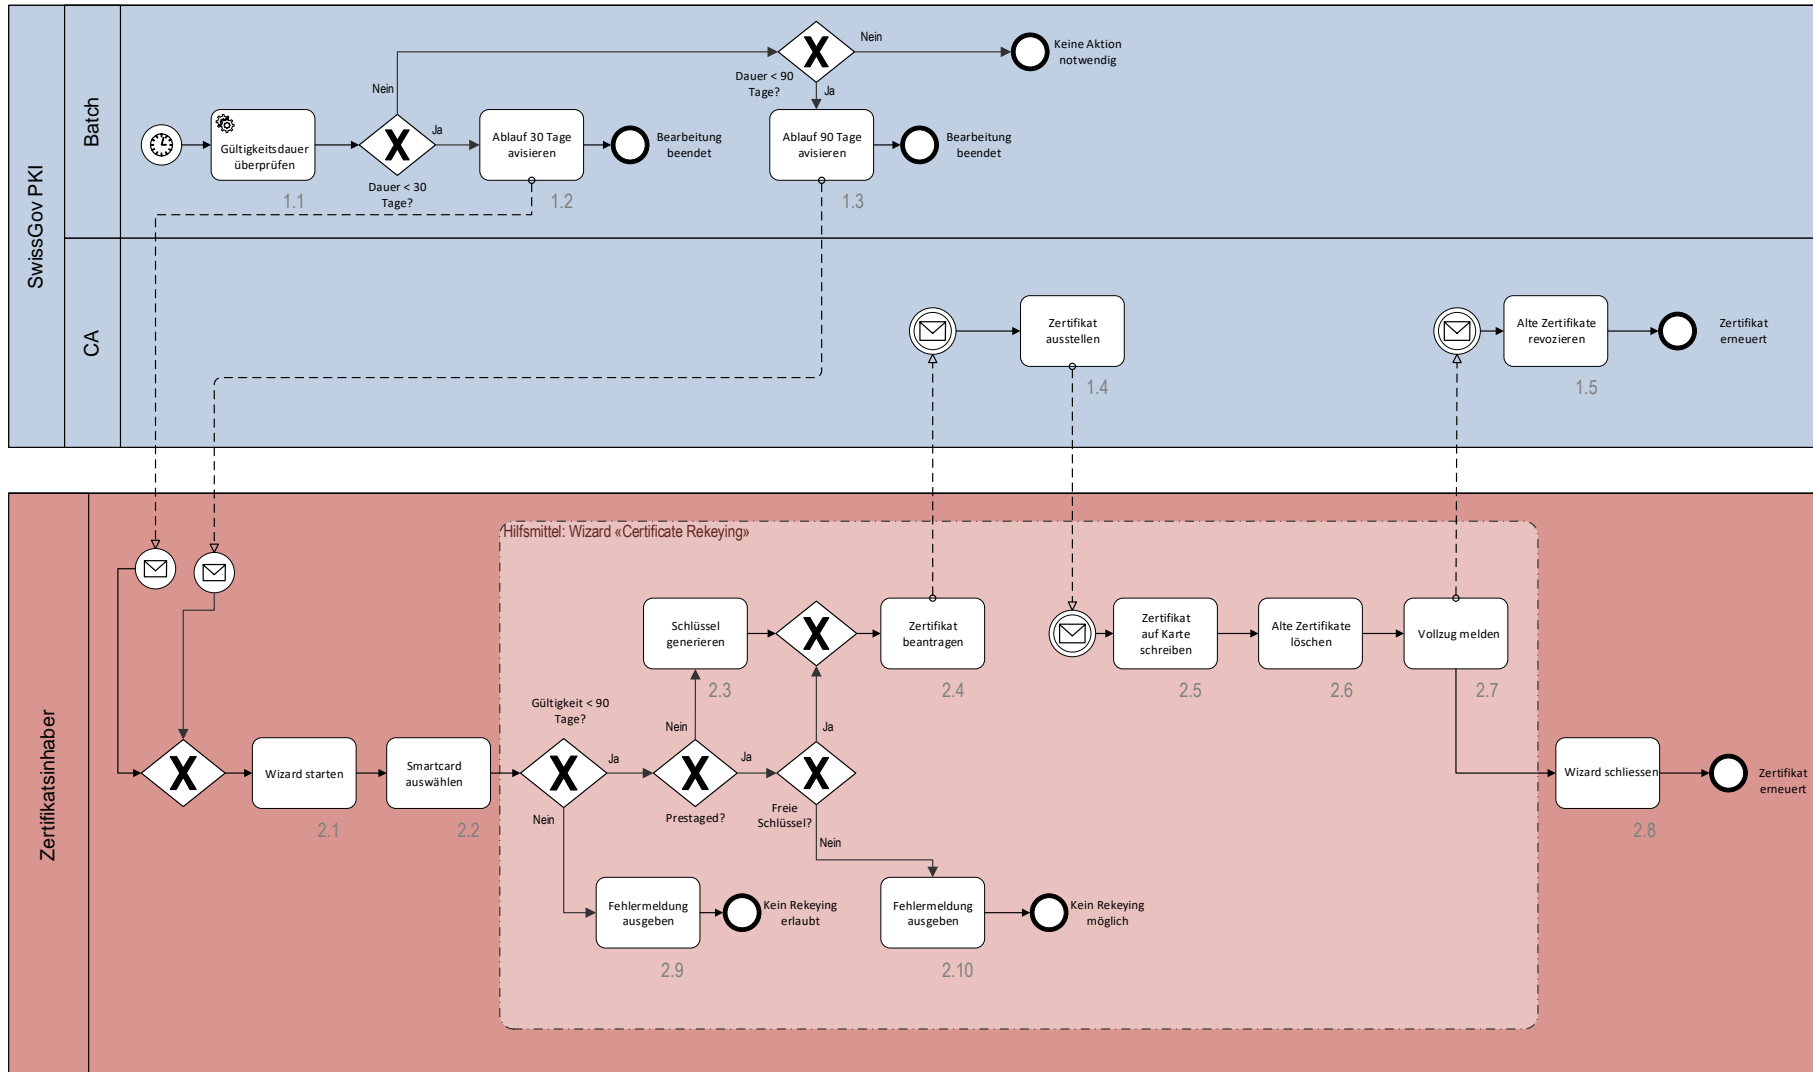 SwissGov PKI
Batch
Nein
Keine Aktion
notwendig
Dauer < 90
Tage?
Nein
Ja
Gültigkeitsdauer
überprüfen
1.1
Dauer < 30
Tage?
Ja
Ablauf 30 Tage
avisieren
1.2
Bearbeitung
beendet
Ablauf 90 Tage
avisieren
1.3
Bearbeitung
beendet
CA
Zertifikat
ausstellen
1.4
Alte Zertifikate
revozieren
1.5
Zertifikat
erneuert
Zertifikatsinhaber
Hilfsmittel: Wizard «Certificate Rekeying»
Schlüssel
generieren
2.3
Zertifikat
beantragen
2.4
Zertifikat
auf Karte
schreiben
2.5
Alte Zertifikate
löschen
2.6
Vollzug melden
2.7
Gültigkeit < 90
Tage?
Nein
Ja
Wizard starten
2.1
Smartcard
auswählen
2.2
Ja
Ja
Nein
Prestaged?
Freie
Schlüssel?
Nein
Wizard schliessen
2.8
Zertifikat
erneuert
Fehlermeldung
ausgeben
2.9
Kein Rekeying
erlaubt
Fehlermeldung
ausgeben
2.10
Kein Rekeying
möglich